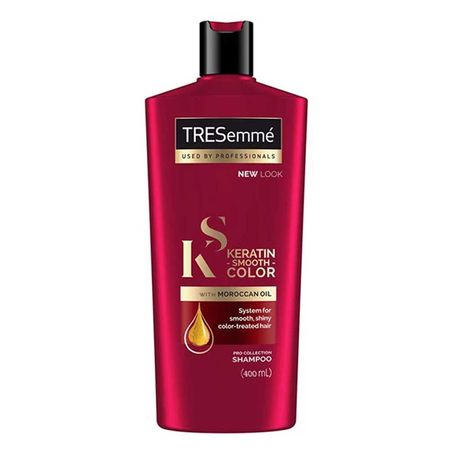 TRESemmé
USED BY PROFESSIONALS
NEW LOOK
KS
KERATIN
- SMOOTH -
COLOR
WITH MOROCCAN OIL
System for
smooth, shiny
color-treated hair
PRO COLLECTION
SHAMPOO
(400 mL)